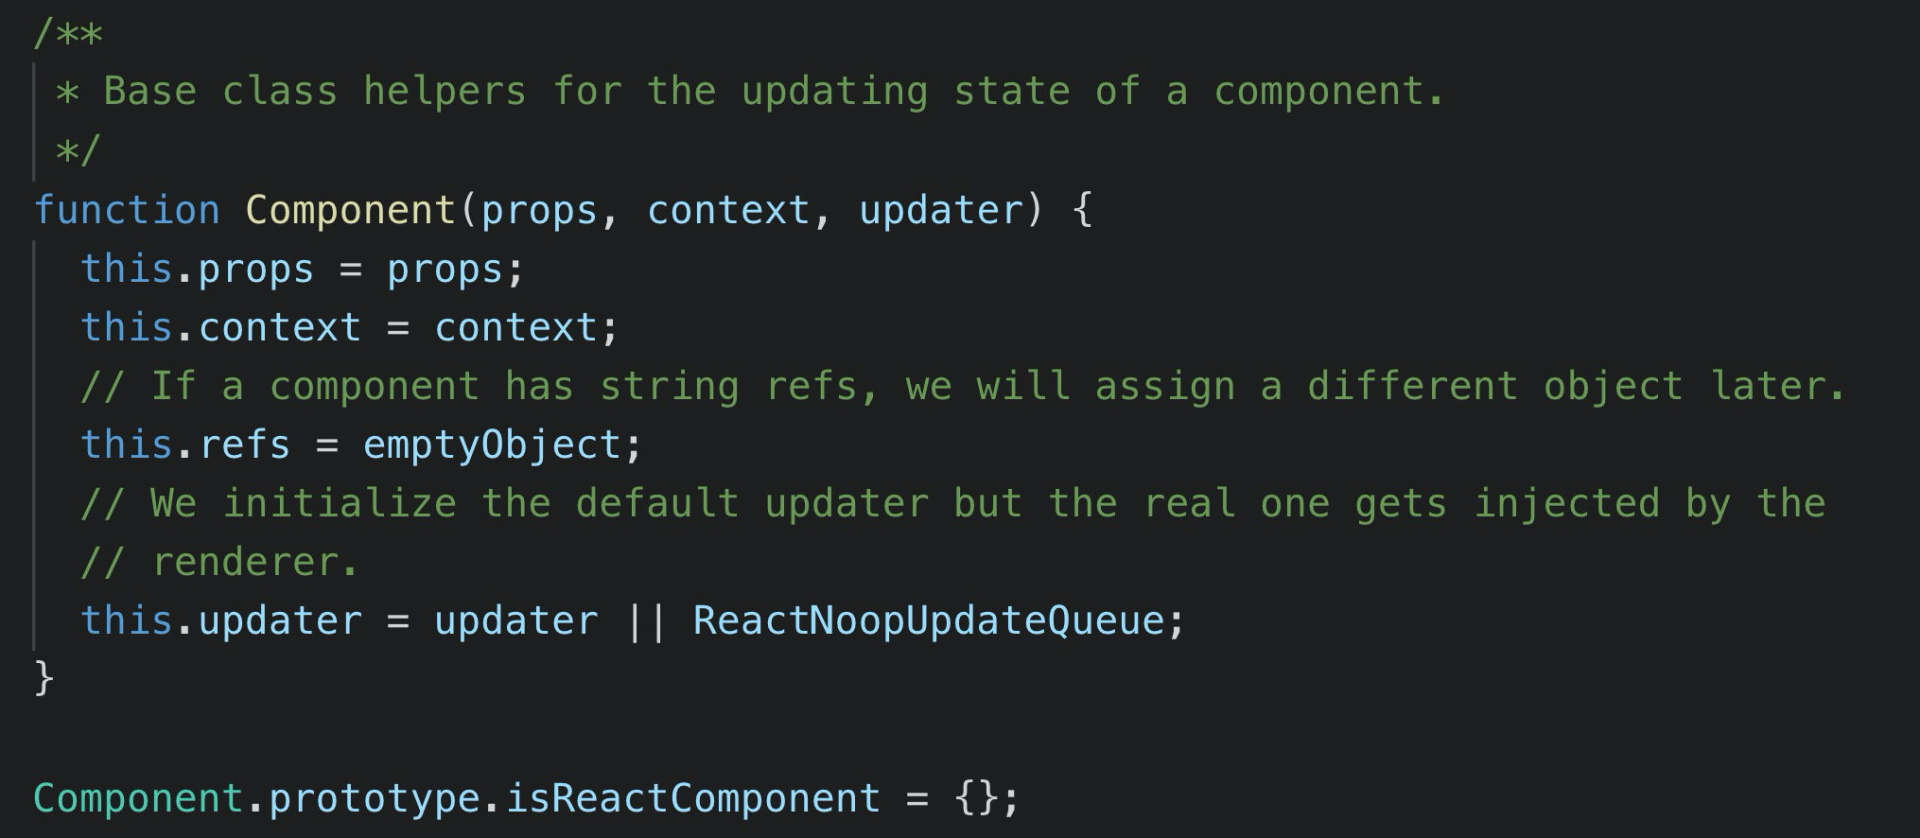 /**
 * Base class helpers for the updating state of a component.
 */
function Component(props, context, updater) {
  this.props = props;
  this.context = context;
  // If a component has string refs, we will assign a different object later.
  this.refs = emptyObject;
  // We initialize the default updater but the real one gets injected by the
  // renderer.
  this.updater = updater || ReactNoopUpdateQueue;
}

Component.prototype.isReactComponent = {};